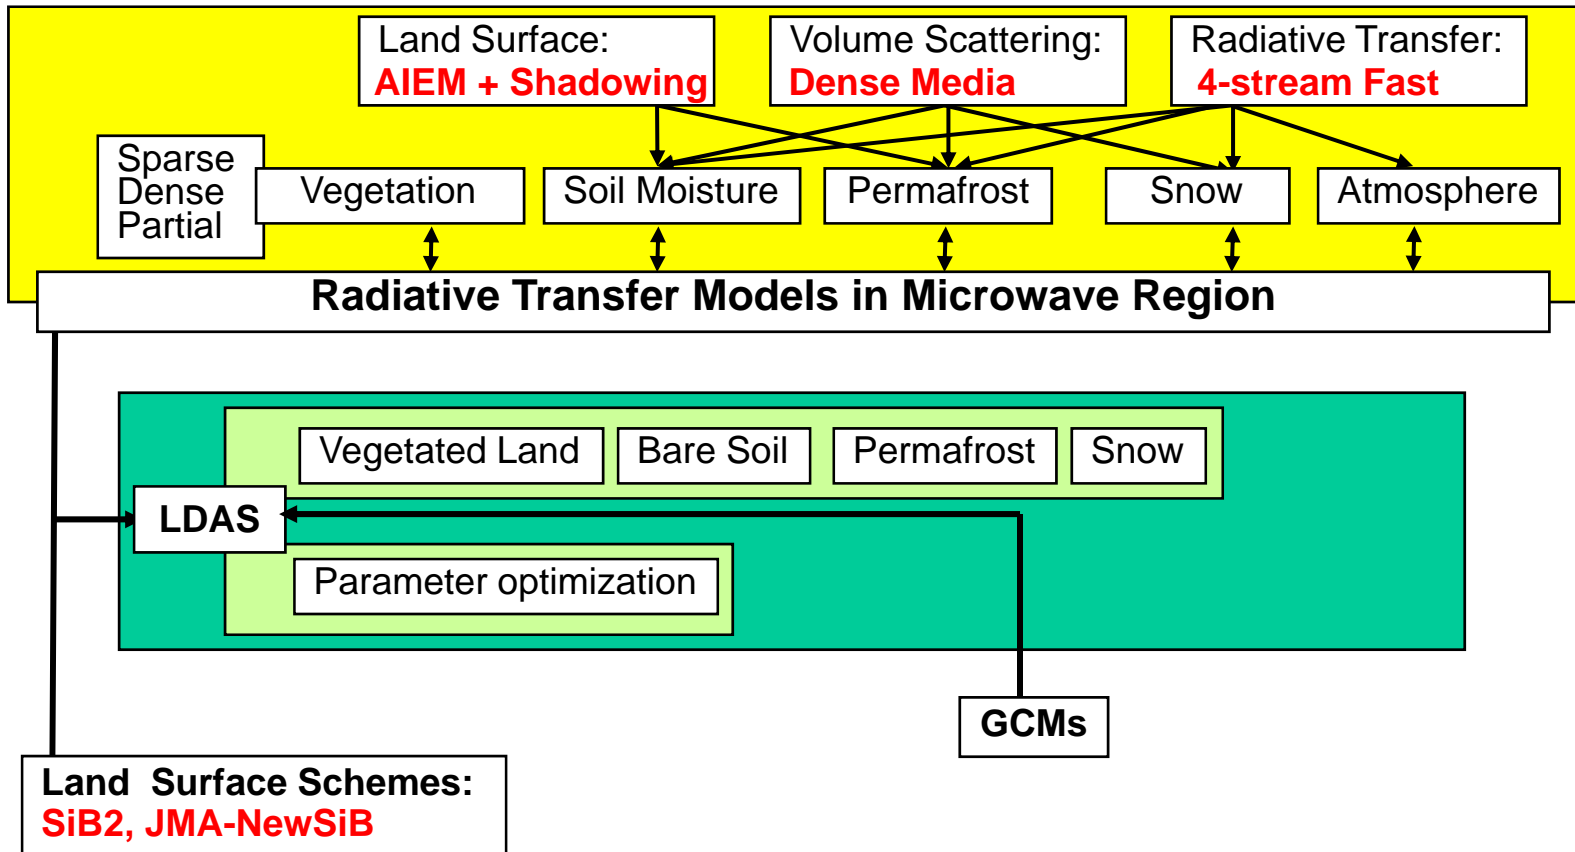 Land Surface:
AIEM + Shadowing
Volume Scattering:
Dense Media
Radiative Transfer:
4-stream Fast
Sparse
Dense
Partial
Vegetation
Soil Moisture
Permafrost
Snow
Atmosphere
Radiative Transfer Models in Microwave Region
Vegetated Land
Bare Soil
Permafrost
Snow
LDAS
Parameter optimization
GCMs
Land Surface Schemes:
SiB2, JMA-NewSiB